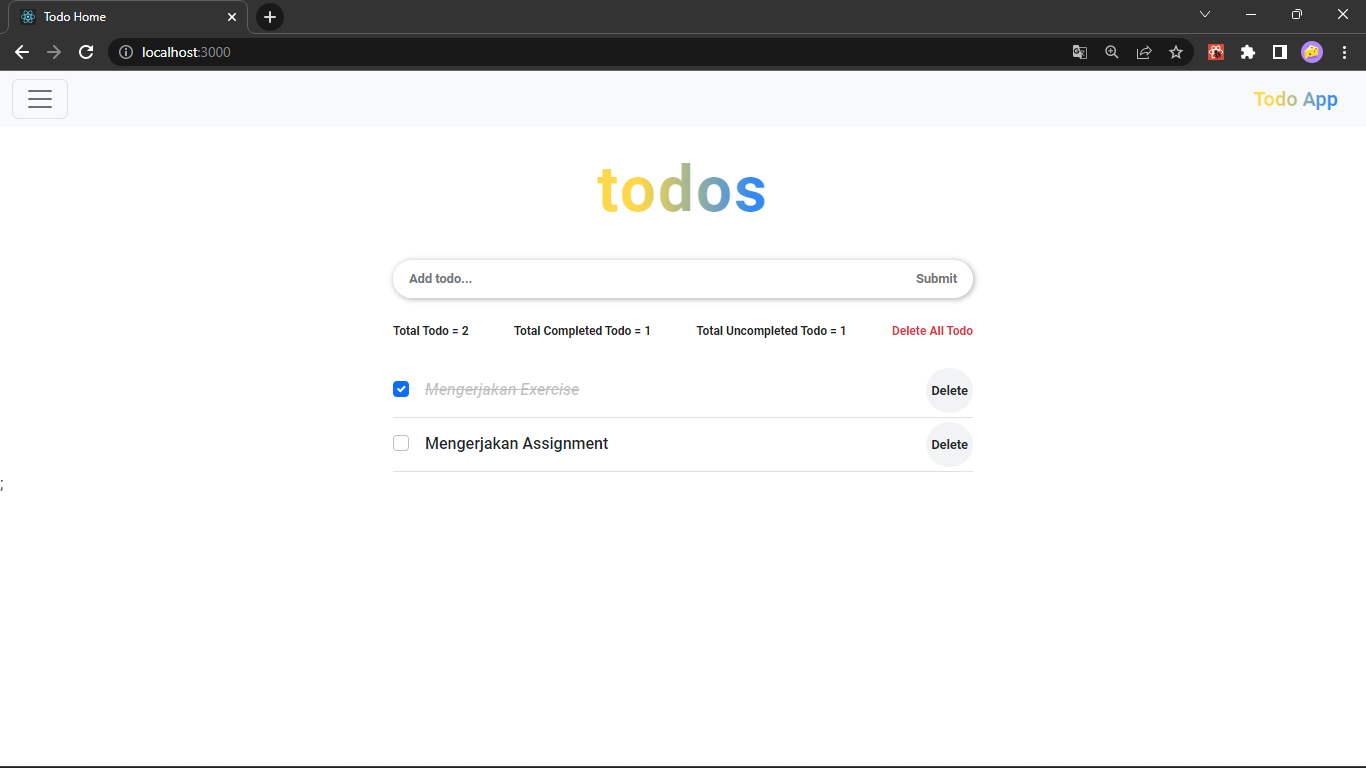 Todo Home
localhost:3000
Todo App
todos
Add todo... Submit
Total Todo = 2 Total Completed Todo = 1 Total Uncompleted Todo = 1 Delete All Todo
Mengerjakan Exercise Delete
Mengerjakan Assignment Delete
;